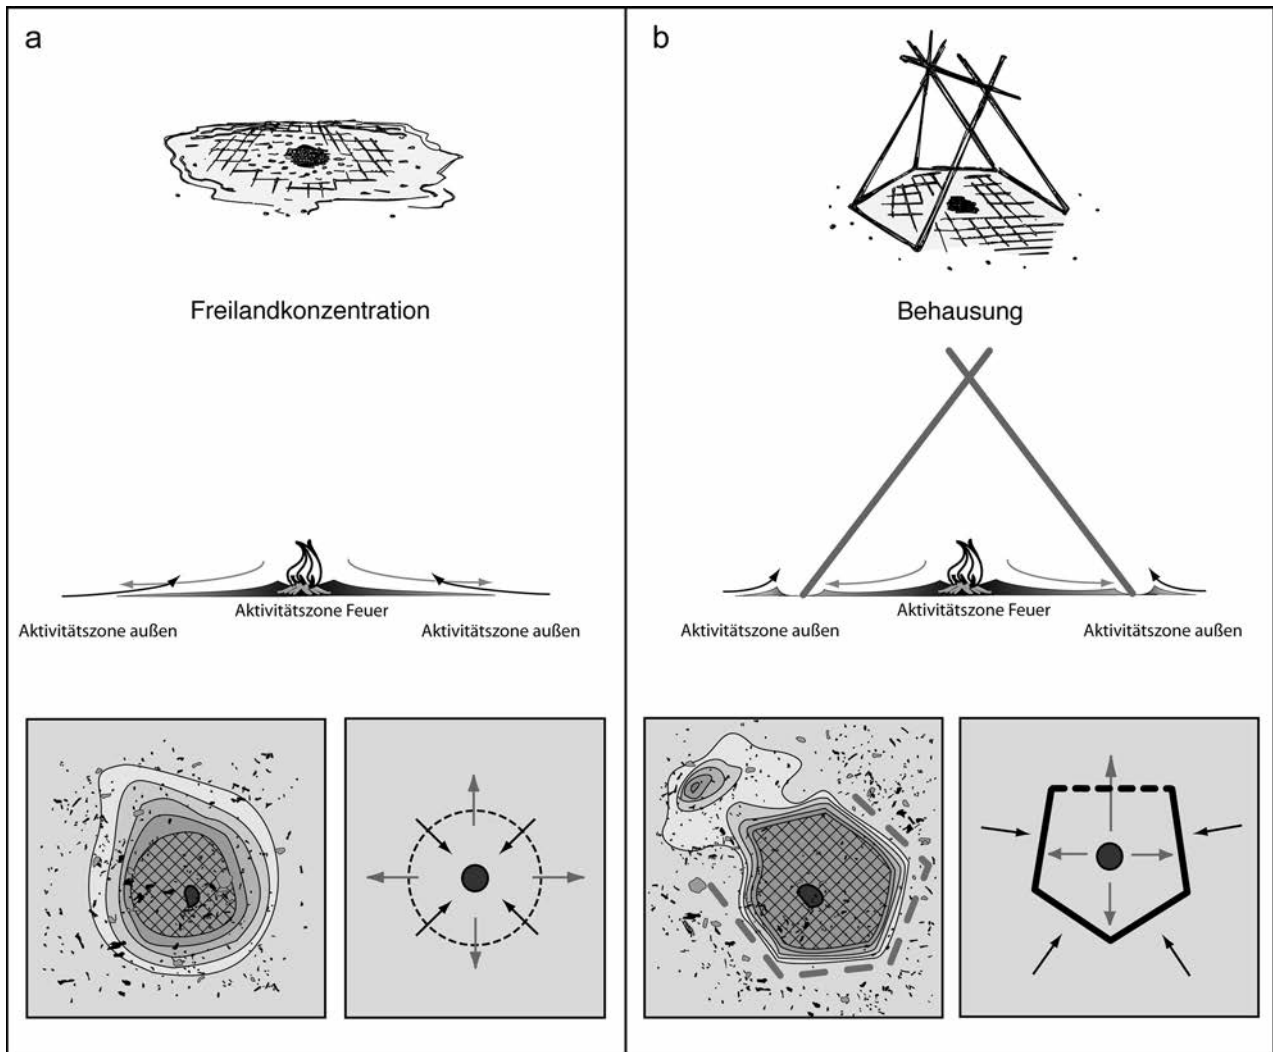 a
Freilandkonzentration
Aktivitätszone Feuer
Aktivitätszone außen
Aktivitätszone außen
b
Behausung
Aktivitätszone Feuer
Aktivitätszone außen
Aktivitätszone außen